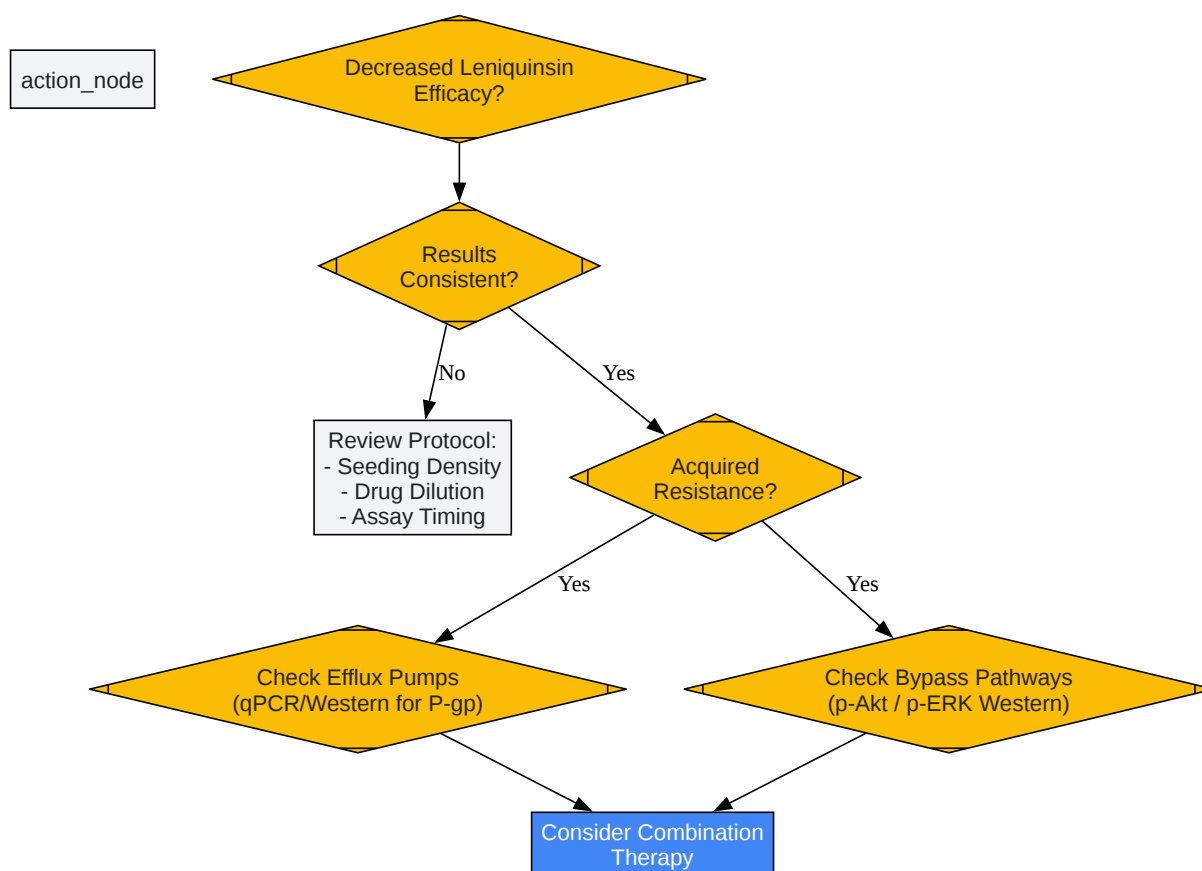 action_node
Decreased Leniquinsin
Efficacy?
Results
Consistent?
No
Yes
Review Protocol:
- Seeding Density
- Drug Dilution
- Assay Timing
Acquired
Resistance?
Yes
Yes
Check Efflux Pumps
(qPCR/Western for P-gp)
Check Bypass Pathways
(p-Akt / p-ERK Western)
Consider Combination
Therapy